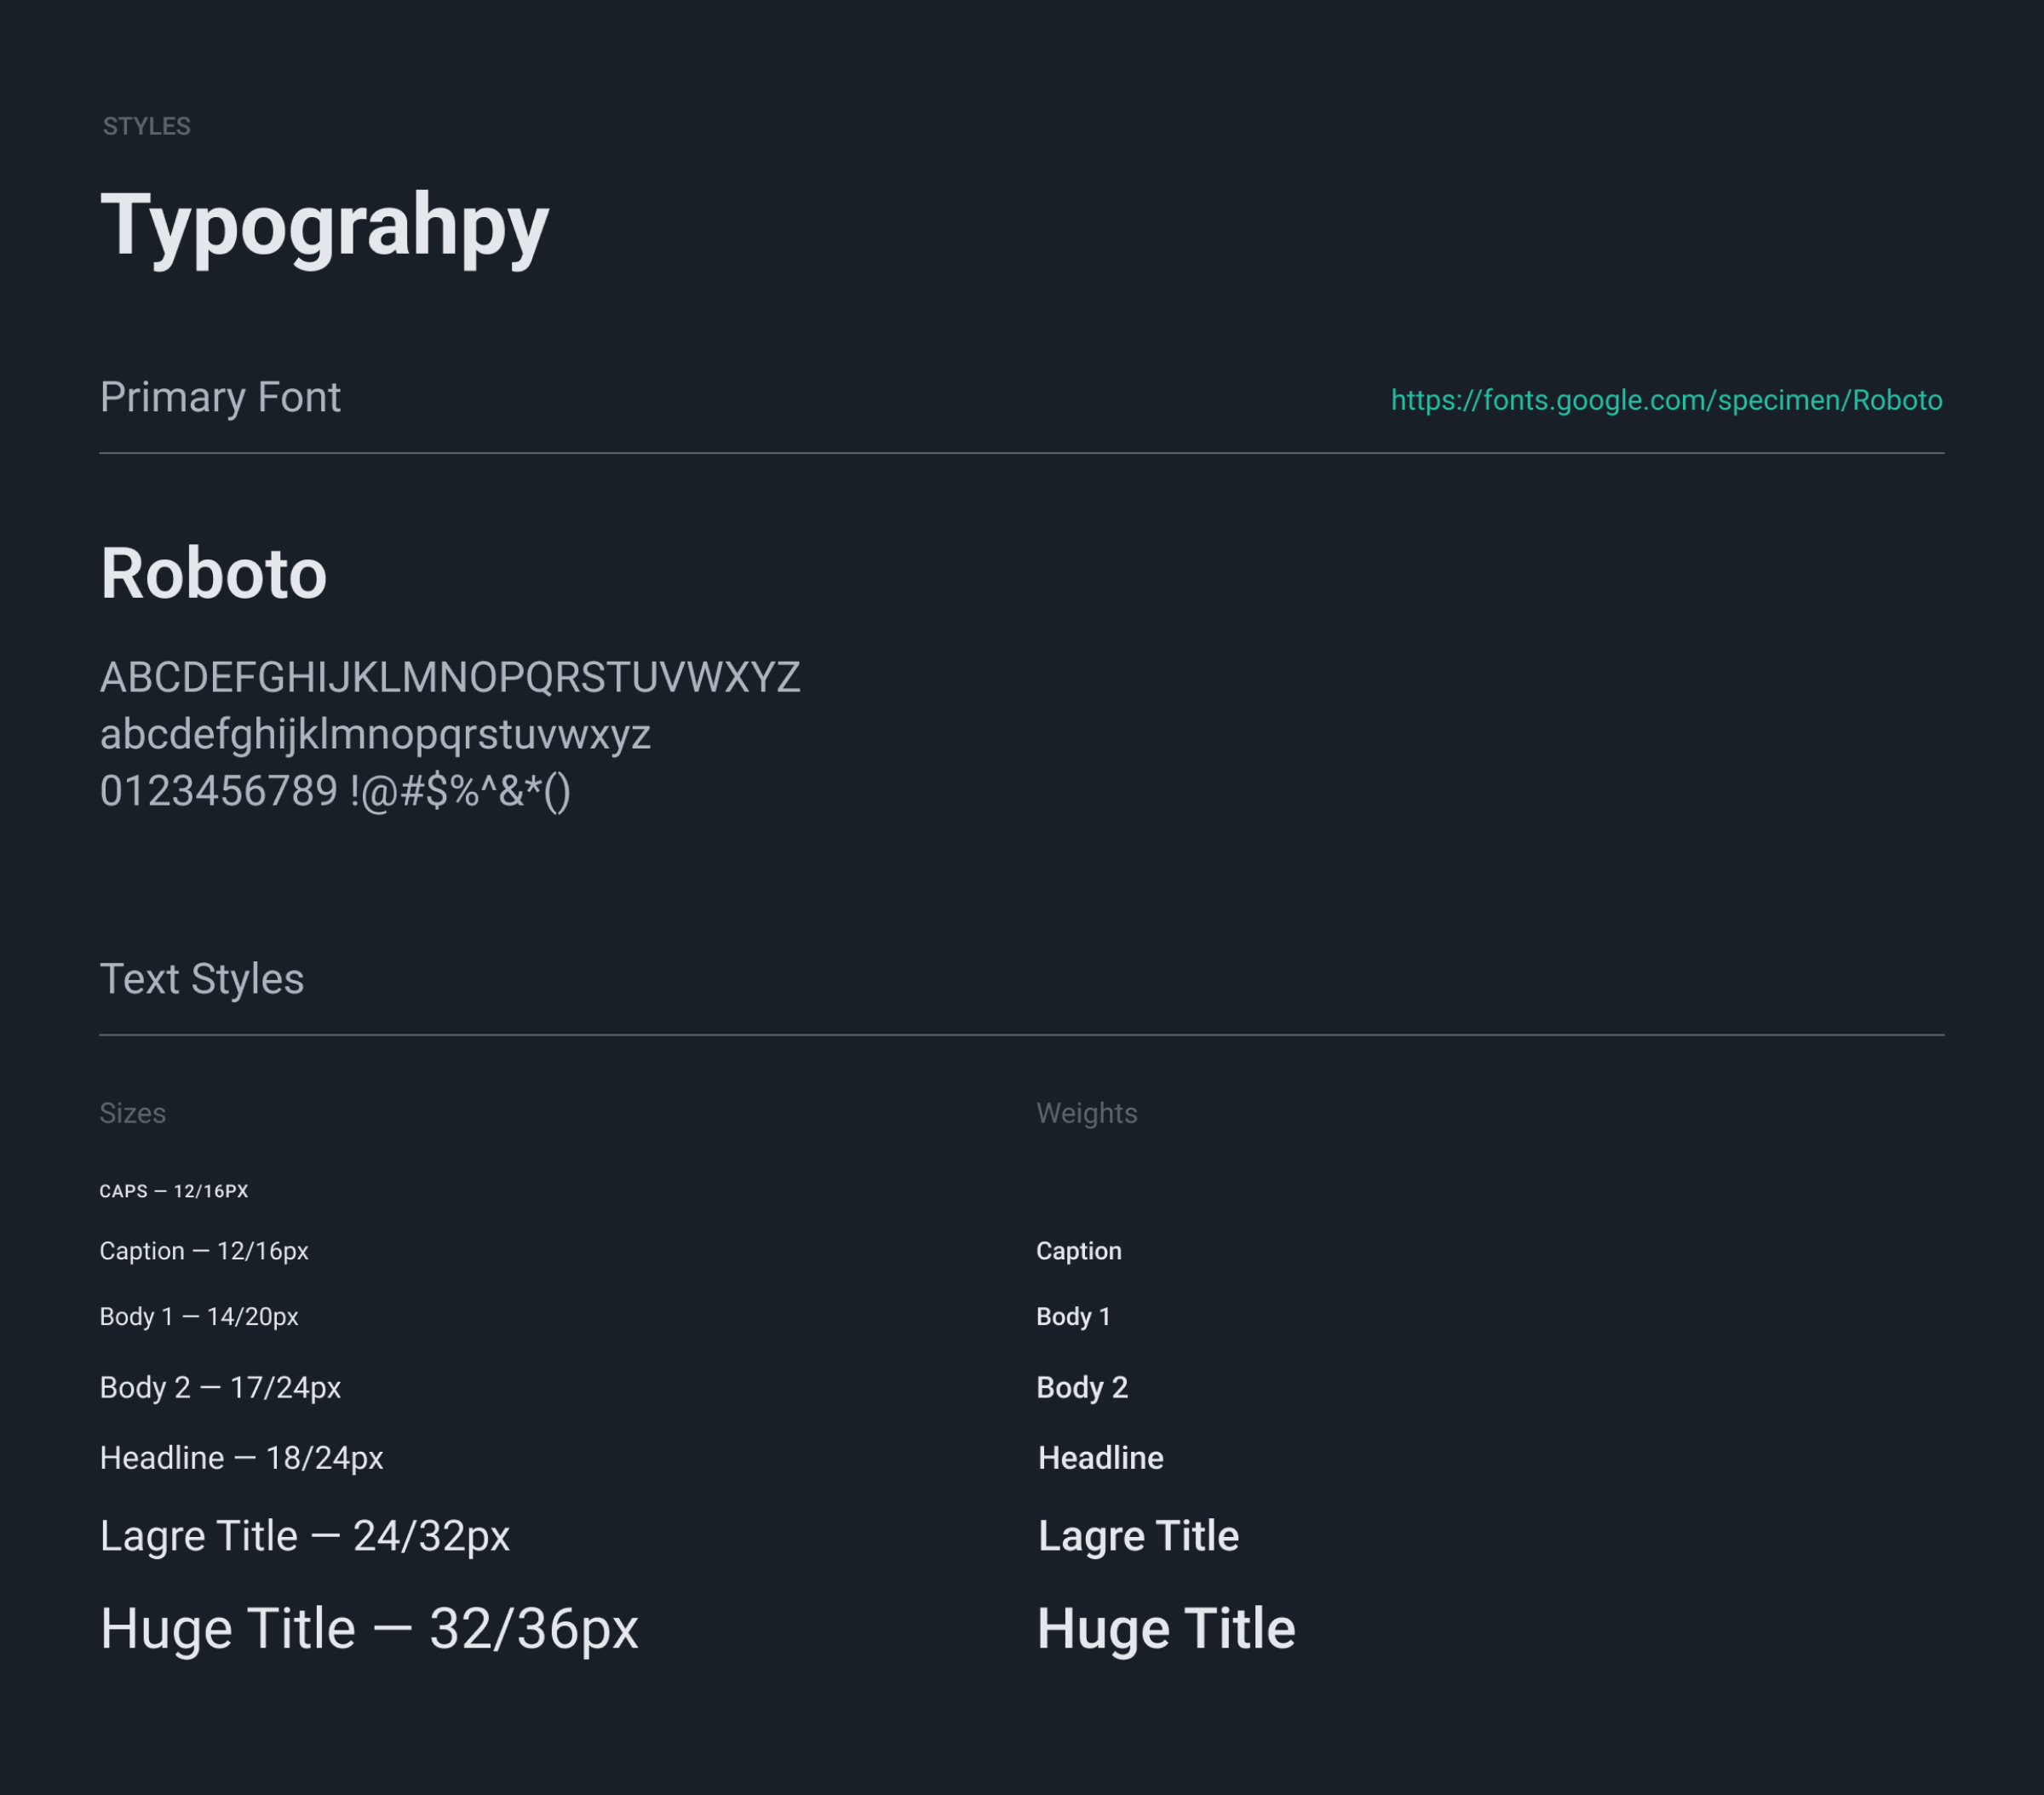 STYLES
Typograhpy
Primary Font
https://fonts.google.com/specimen/Roboto
Roboto
ABCDEFGHIJKLMNOPQRSTUVWXYZ
abcdefghijklmnopqrstuvwxyz
0123456789 !@#$%^&*()
Text Styles
Sizes
Weights
CAPS — 12/16PX
Caption — 12/16px
Caption
Body 1 — 14/20px
Body 1
Body 2 — 17/24px
Body 2
Headline — 18/24px
Headline
Lagre Title — 24/32px
Lagre Title
Huge Title — 32/36px
Huge Title